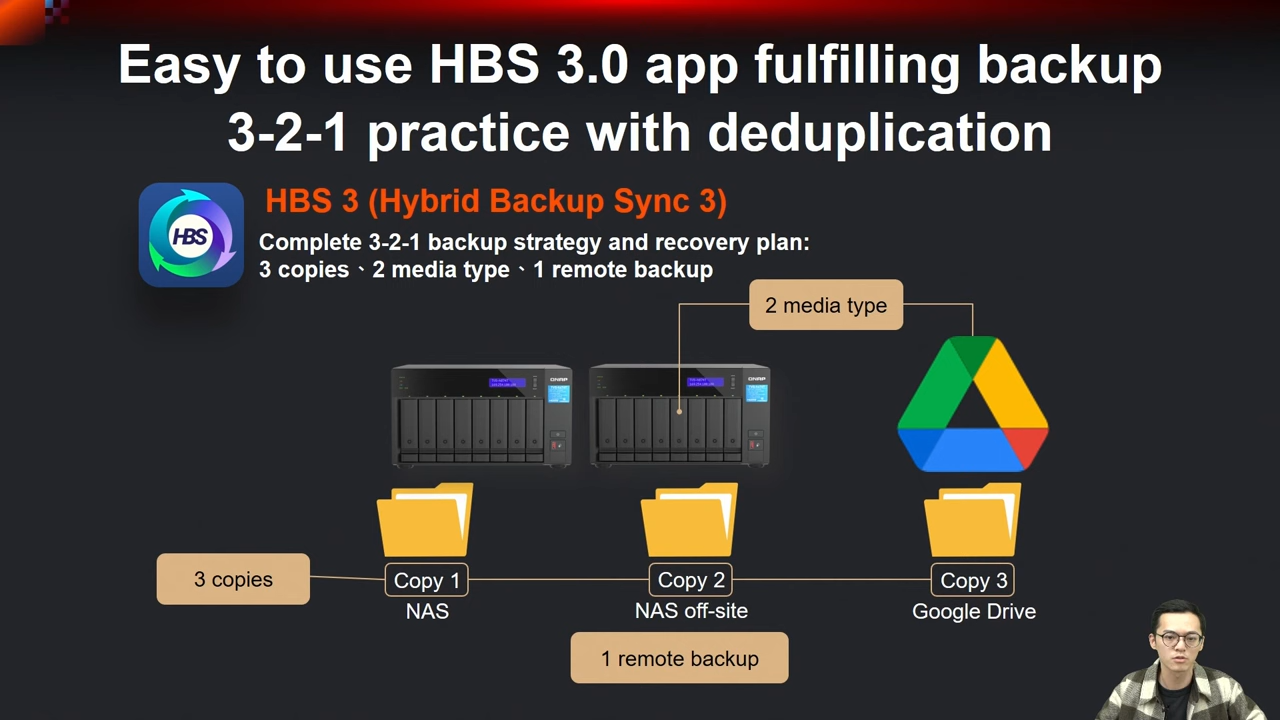 Easy to use HBS 3.0 app fulfilling backup
3-2-1 practice with deduplication
HBS
HBS 3 (Hybrid Backup Sync 3)
Complete 3-2-1 backup strategy and recovery plan:
3 copies、2 media type、1 remote backup
2 media type
QNAP
QNAP
3 copies
Copy 1
Copy 2
Copy 3
NAS
NAS off-site
Google Drive
1 remote backup